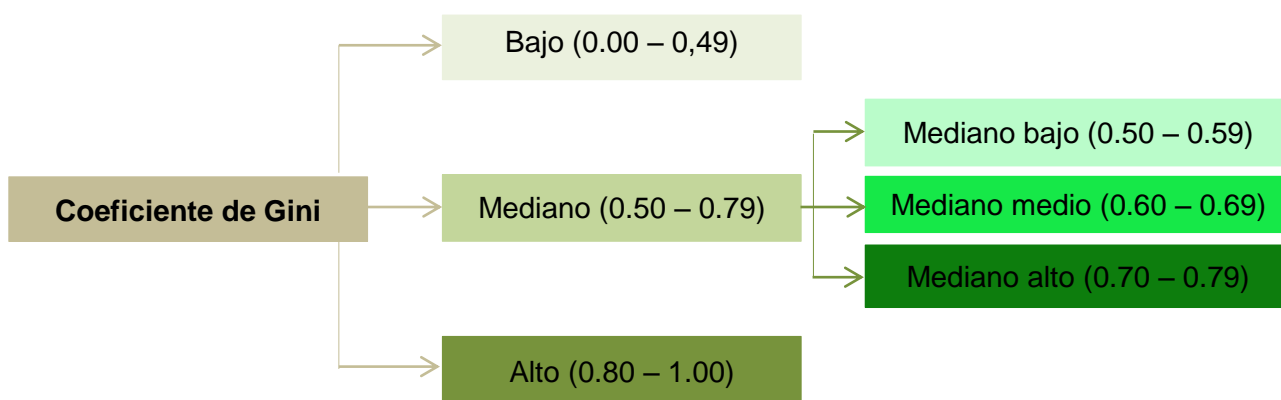 Bajo (0.00 – 0,49)
Mediano bajo (0.50 – 0.59)
Coeficiente de Gini
Mediano (0.50 – 0.79)
Mediano medio (0.60 – 0.69)
Mediano alto (0.70 – 0.79)
Alto (0.80 – 1.00)